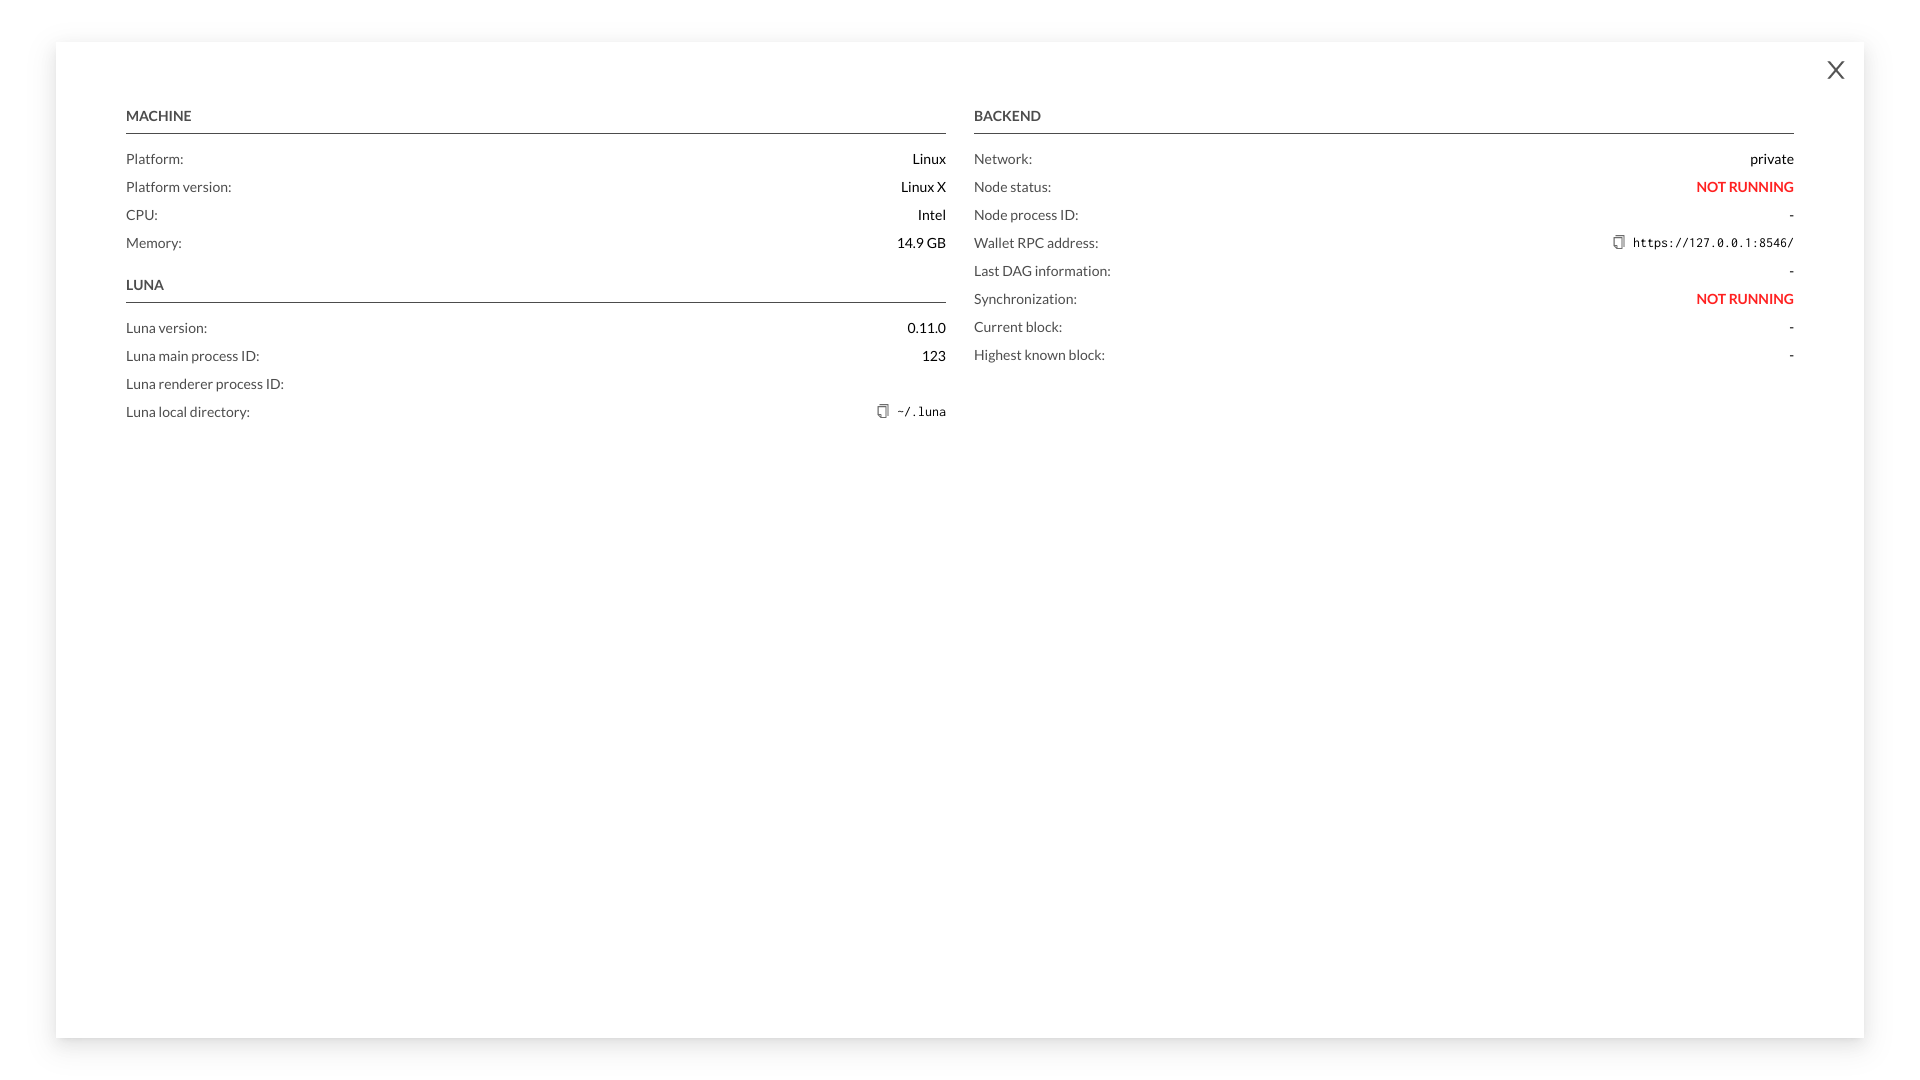 X
MACHINE
Platform: Linux
Platform version: Linux X
CPU: Intel
Memory: 14.9 GB
LUNA
Luna version: 0.11.0
Luna main process ID: 123
Luna renderer process ID:
Luna local directory: ~/.luna
BACKEND
Network: private
Node status: NOT RUNNING
Node process ID: -
Wallet RPC address: https://127.0.0.1:8546/
Last DAG information: -
Synchronization: NOT RUNNING
Current block: -
Highest known block: -